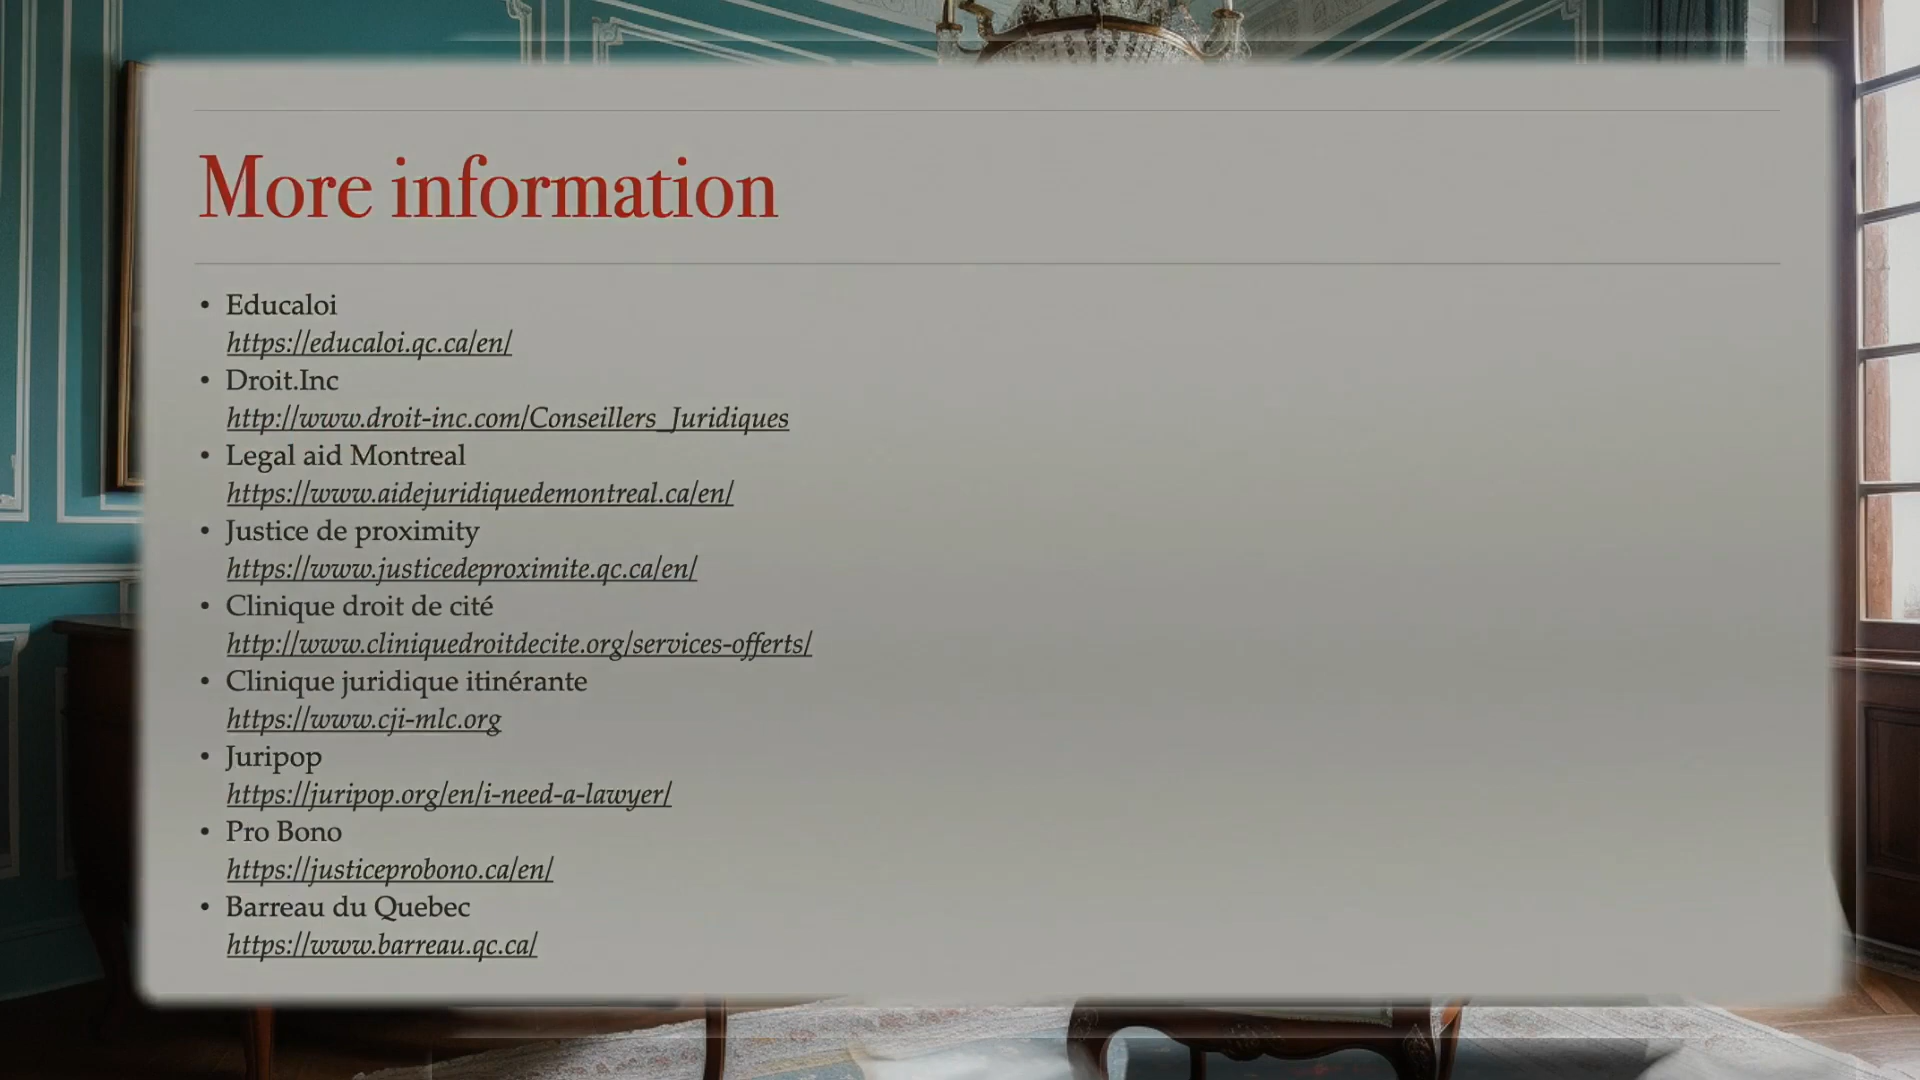 More information
• Educaloi
https://educaloi.qc.ca/en/
• Droit.Inc
http://www.droit-inc.com/Conseillers_Juridiques
• Legal aid Montreal
https://www.aidejuridiquedemontreal.ca/en/
• Justice de proximity
https://www.justicedeproximite.qc.ca/en/
• Clinique droit de cité
http://www.cliniquedroitdecite.org/services-offerts/
• Clinique juridique itinérante
https://www.cji-mlc.org
• Juripop
https://juripop.org/en/i-need-a-lawyer/
• Pro Bono
https://justiceprobono.ca/en/
• Barreau du Quebec
https://www.barreau.qc.ca/